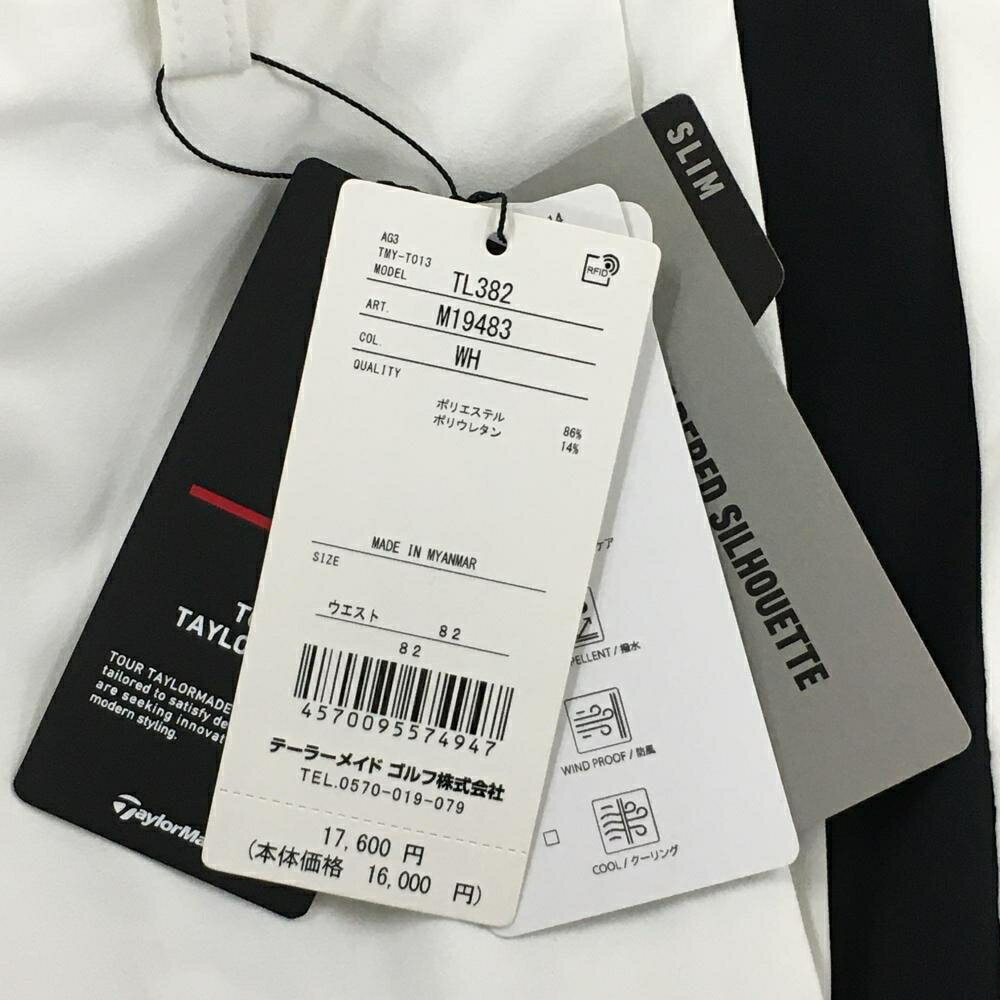 SLIM
AG3
TMY-T013
MODEL TL382
RFID
ART. M19483
COL. WH
QUALITY
ポリエステル 86%
ポリウレタン 14%
MADE IN MYANMAR
SIZE
ウエスト 82
82
4570095574947
テーラーメイド ゴルフ株式会社
TEL.0570-019-079
17,600 円
(本体価格 16,000 円)
TOUR TAYLORMADE
tailored to satisfy
are seeking
modern styling.
TaylorMa
SILHOUETTE
撥水
WIND PROOF / 防風
COOL / クーリング